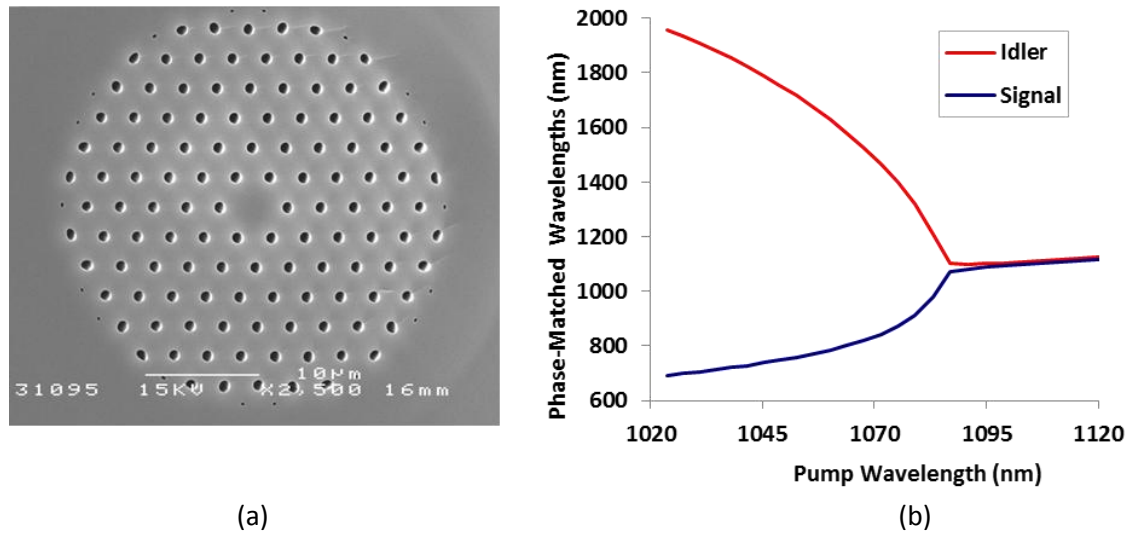 10µm
31095 15KV X2,500 16mm
2000
1800
1600
1400
1200
1000
800
600
Phase-Matched Wavelengths (nm)
Idler
Signal
1020 1045 1070 1095 1120
Pump Wavelength (nm)
(a) (b)